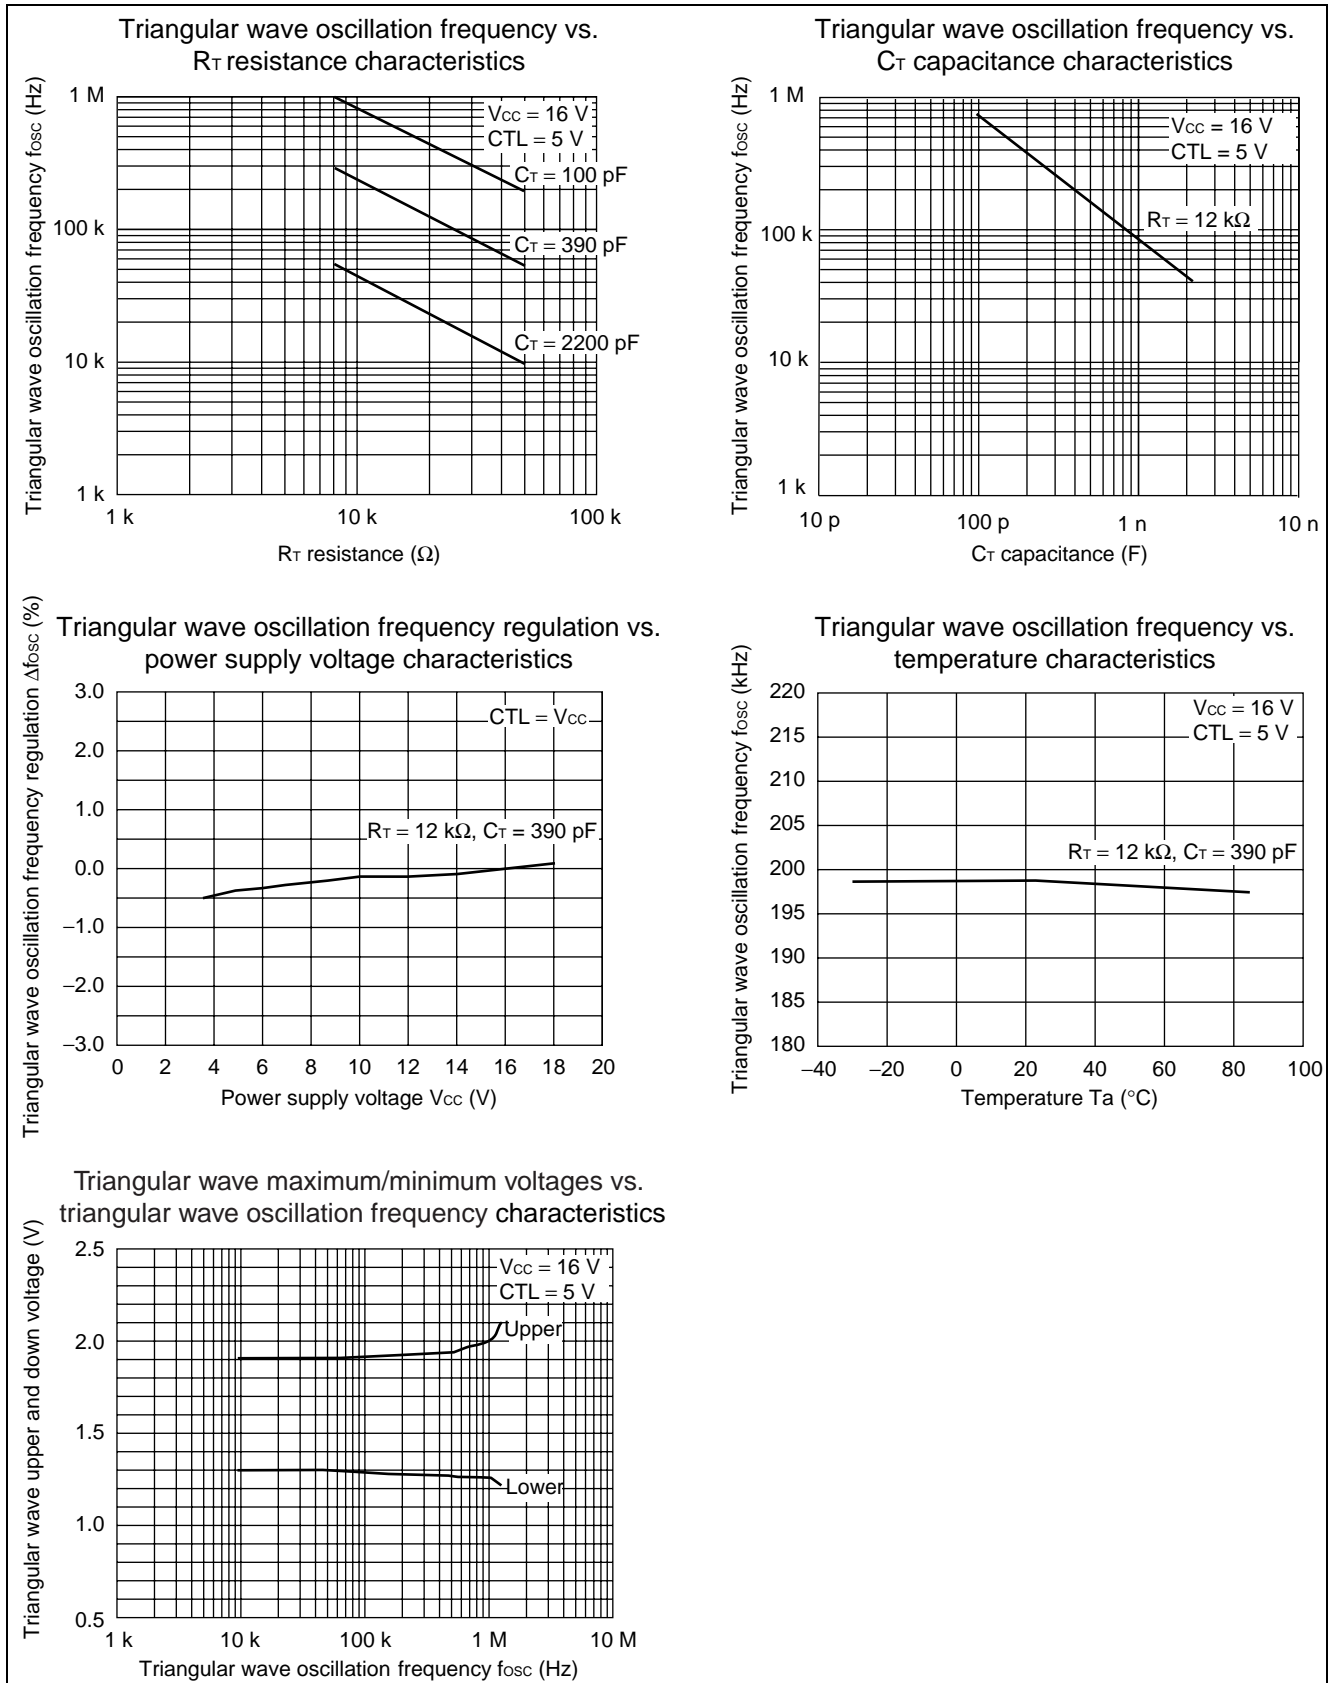 Triangular wave oscillation frequency vs.
RT resistance characteristics
Triangular wave oscillation frequency fosc (Hz)
1 M
100 k
10 k
1 k
VCC = 16 V
CTL = 5 V
CT = 100 pF
CT = 390 pF
CT = 2200 pF
1 k 10 k 100 k
RT resistance (Ω)
Triangular wave oscillation frequency vs.
CT capacitance characteristics
Triangular wave oscillation frequency fosc (Hz)
1 M
100 k
10 k
1 k
VCC = 16 V
CTL = 5 V
RT = 12 kΩ
10 p 100 p 1 n 10 n
CT capacitance (F)
Triangular wave oscillation frequency regulation vs.
power supply voltage characteristics
Triangular wave oscillation frequency regulation Δfosc (%)
3.0
2.0
1.0
0.0
−1.0
−2.0
−3.0
CTL = VCC
RT = 12 kΩ, CT = 390 pF
0 2 4 6 8 10 12 14 16 18 20
Power supply voltage VCC (V)
Triangular wave oscillation frequency vs.
temperature characteristics
Triangular wave oscillation frequency fosc (kHz)
220
215
210
205
200
195
190
185
180
VCC = 16 V
CTL = 5 V
RT = 12 kΩ, CT = 390 pF
−40 −20 0 20 40 60 80 100
Temperature Ta (°C)
Triangular wave maximum/minimum voltages vs.
triangular wave oscillation frequency characteristics
Triangular wave upper and down voltage (V)
2.5
2.0
1.5
1.0
0.5
VCC = 16 V
CTL = 5 V
Upper
Lower
1 k 10 k 100 k 1 M 10 M
Triangular wave oscillation frequency fosc (Hz)